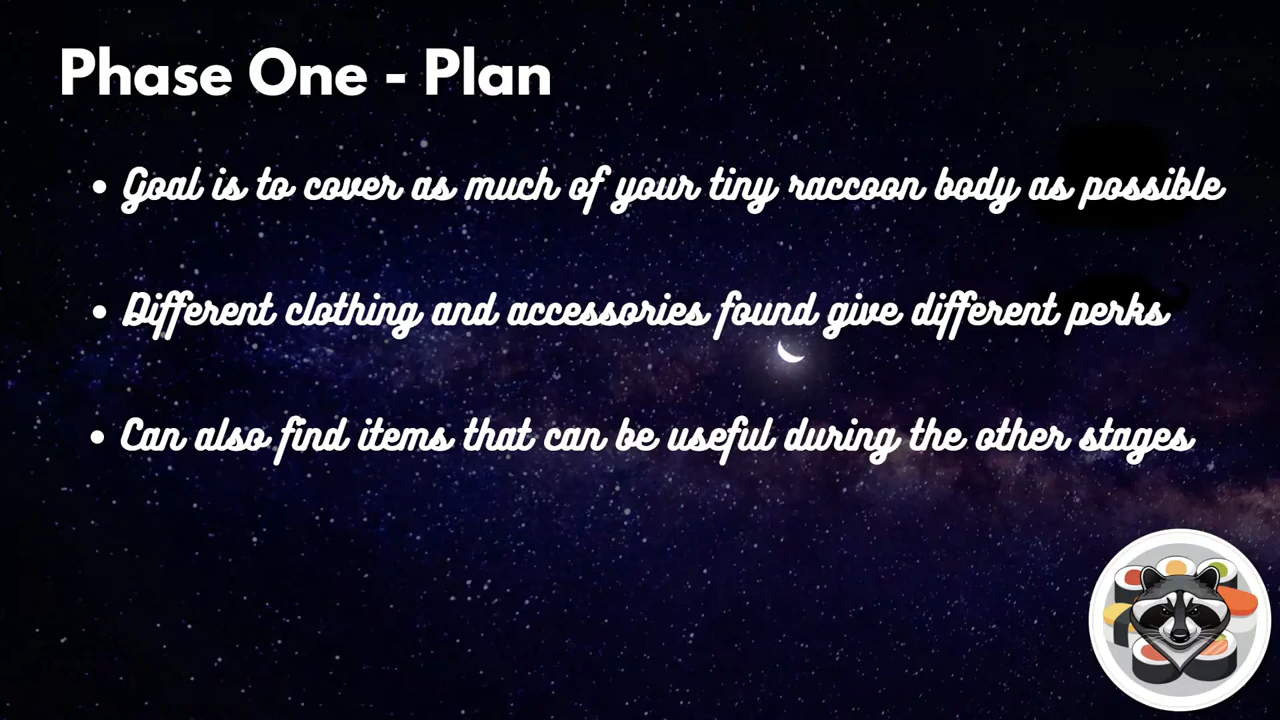 Phase One - Plan
• Goal is to cover as much of your tiny raccoon body as possible
• Different clothing and accessories found give different perks
• Can also find items that can be useful during the other stages